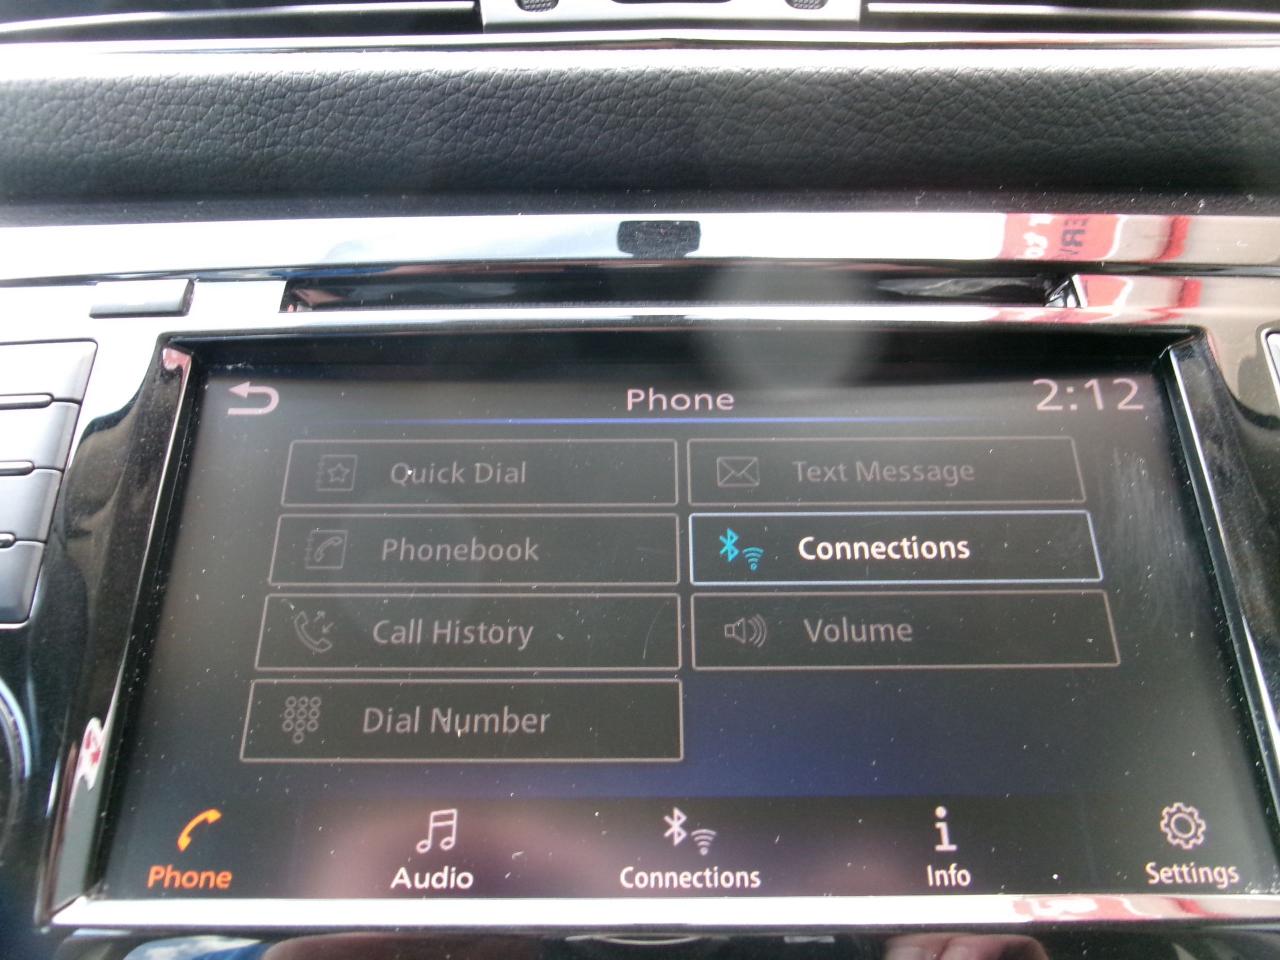 Phone
2:12
Quick Dial
Text Message
Phonebook
Connections
Call History
Volume
Dial Number
Phone
Audio
Connections
Info
Settings